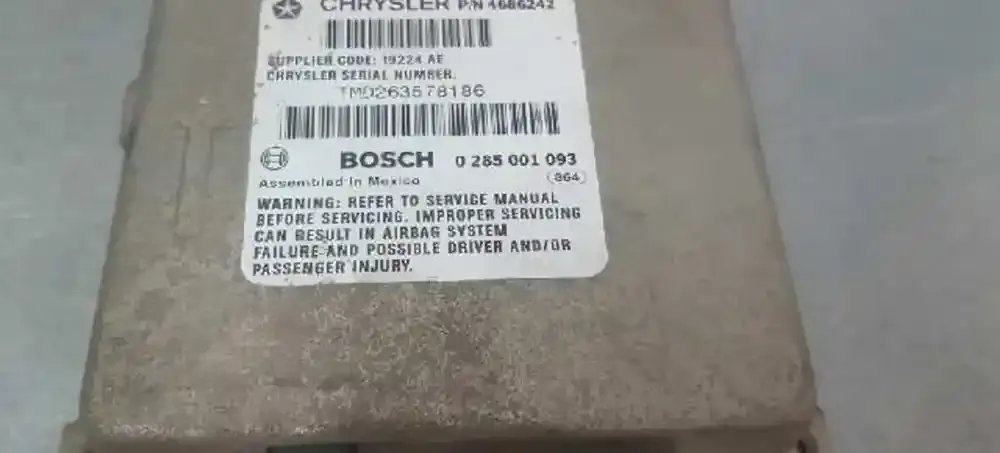 CHRYSLER P/N 4686242
SUPPLIER CODE: 19224 AE
CHRYSLER SERIAL NUMBER.
TMD263578186
BOSCH 0 285 001 093
Assembled in Mexico (864)
WARNING: REFER TO SERVICE MANUAL
BEFORE SERVICING. IMPROPER SERVICING
CAN RESULT IN AIRBAG SYSTEM
FAILURE AND POSSIBLE DRIVER AND/OR
PASSENGER INJURY.